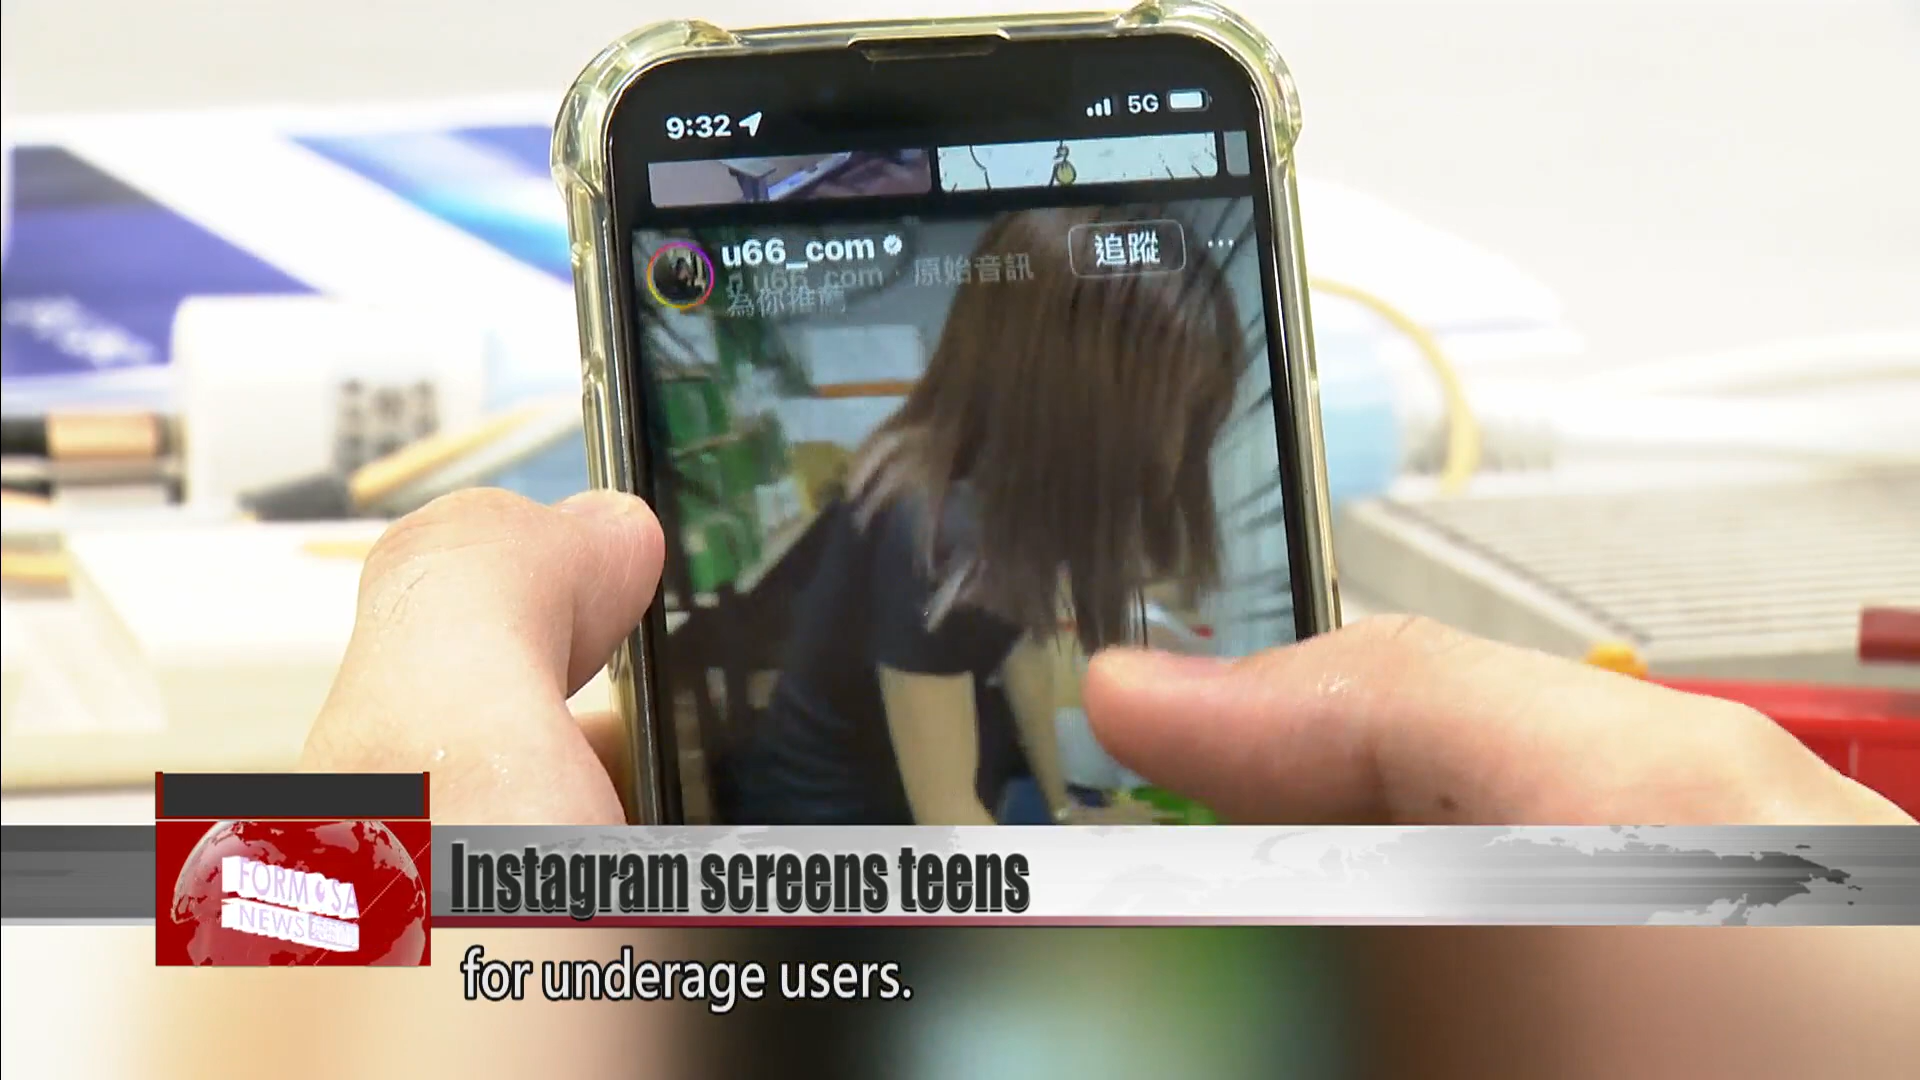 9:32
5G
u66_com
追蹤
u66_com · 原始音訊
為你推薦
FORMOSA
NEWS
Instagram screens teens
for underage users.